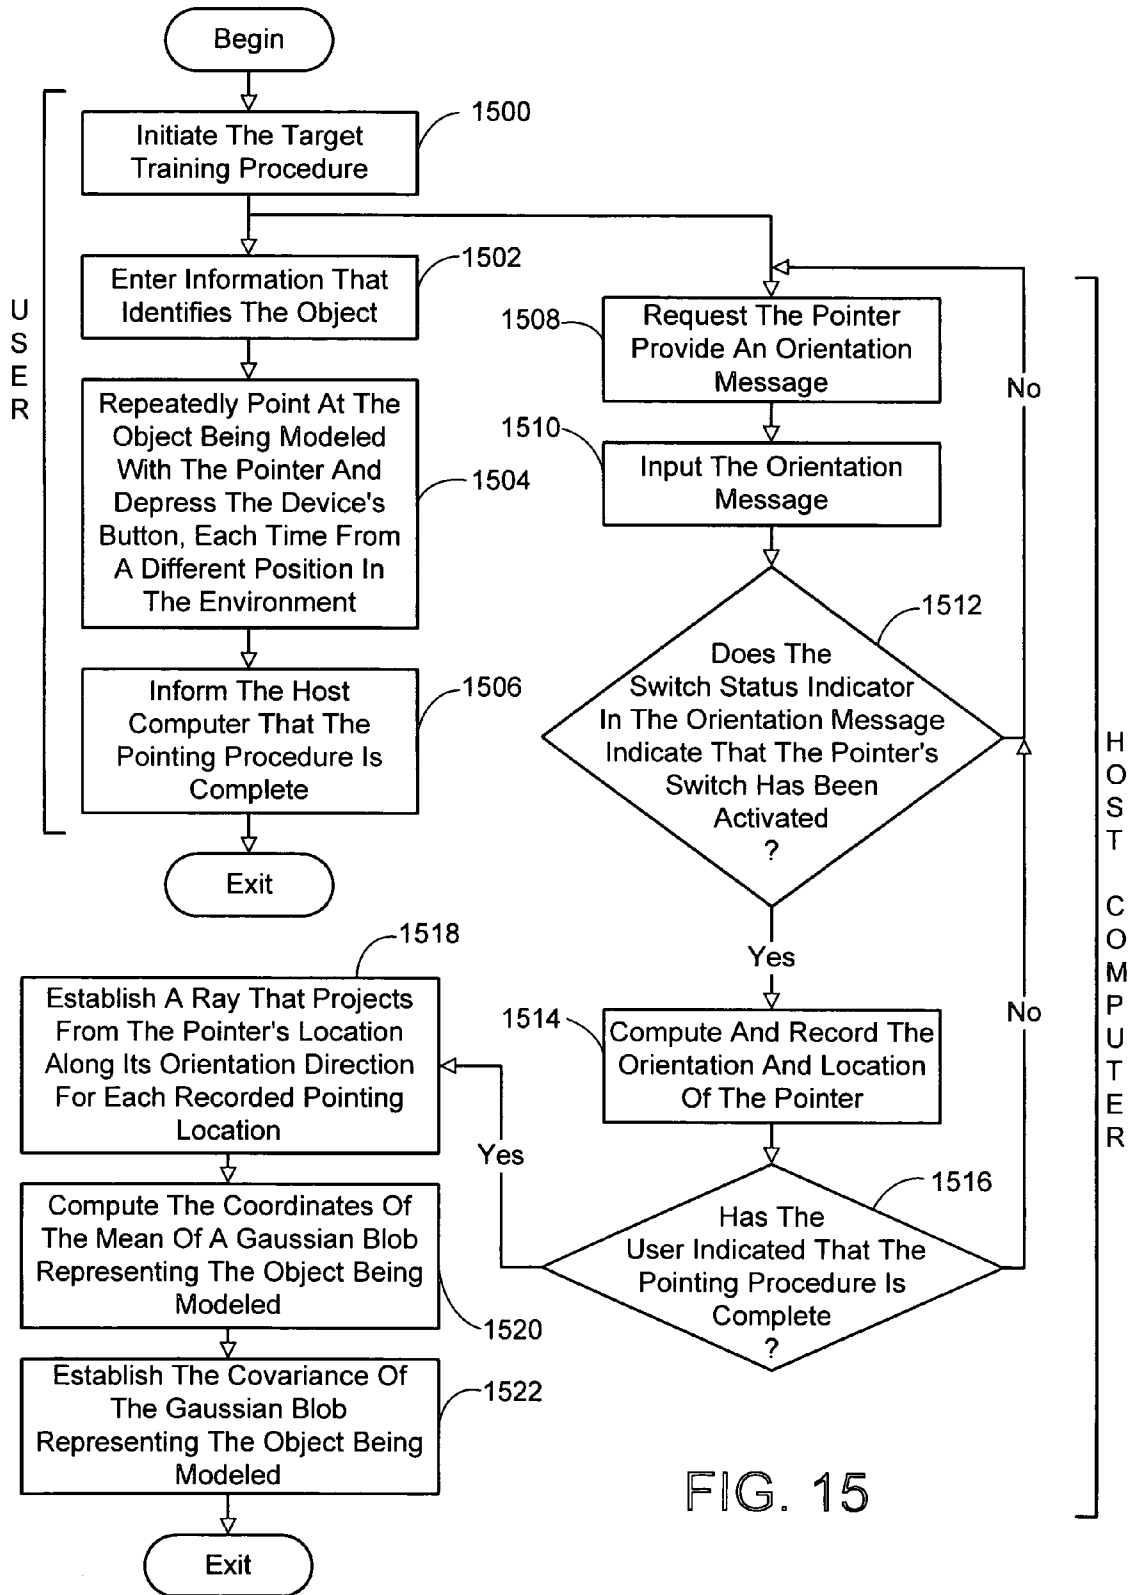 Begin
1500
Initiate The Target
Training Procedure
1502
Enter Information That
Identifies The Object
Repeatedly Point At The
Object Being Modeled
With The Pointer And
Depress The Device's
Button, Each Time From
A Different Position In
The Environment
1504
Inform The Host
Computer That The
Pointing Procedure Is
Complete
1506
Exit
USER
1508
Request The Pointer
Provide An Orientation
Message
1510
Input The Orientation
Message
1512
Does The
Switch Status Indicator
In The Orientation Message
Indicate That The Pointer's
Switch Has Been
Activated
?
No
Yes
1514
Compute And Record The
Orientation And Location
Of The Pointer
1516
Has The
User Indicated That The
Pointing Procedure Is
Complete
?
No
Yes
HOST COMPUTER
1518
Establish A Ray That Projects
From The Pointer's Location
Along Its Orientation Direction
For Each Recorded Pointing
Location
Compute The Coordinates Of
The Mean Of A Gaussian Blob
Representing The Object Being
Modeled
1520
Establish The Covariance Of
The Gaussian Blob
Representing The Object Being
Modeled
1522
Exit
FIG. 15